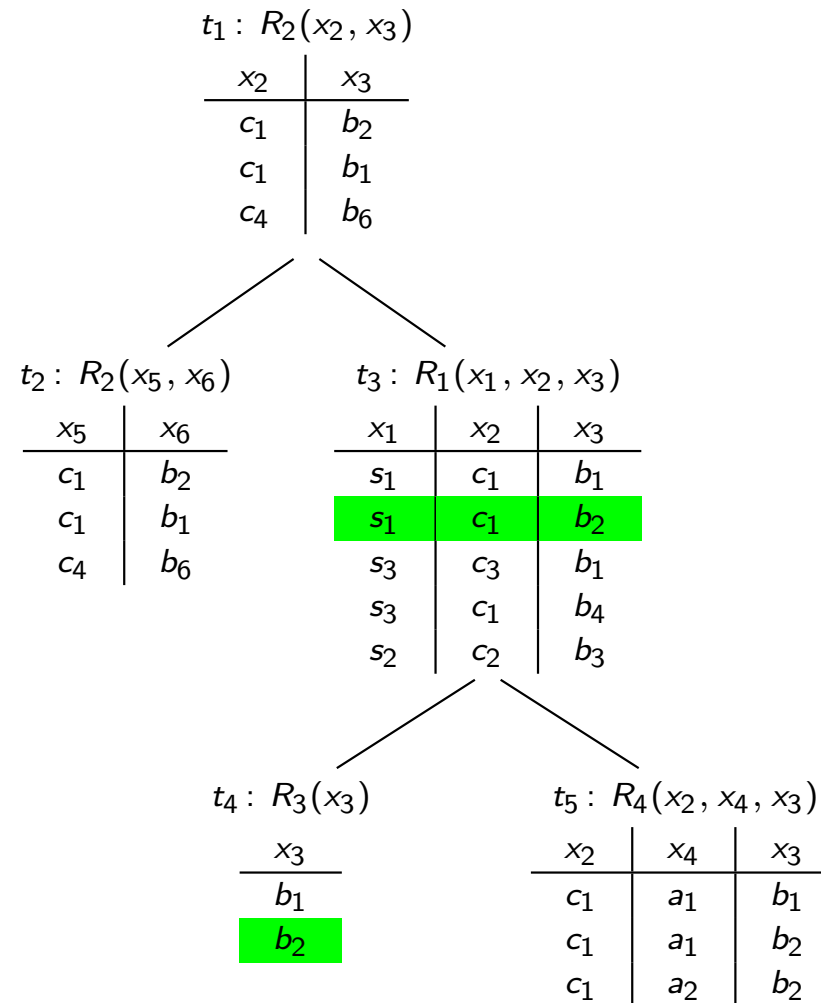 t₁ : R₂(x₂, x₃)
x₂ x₃
c₁ b₂
c₁ b₁
c₄ b₆
t₂ : R₂(x₅, x₆)
x₅ x₆
c₁ b₂
c₁ b₁
c₄ b₆
t₃ : R₁(x₁, x₂, x₃)
x₁ x₂ x₃
s₁ c₁ b₁
s₁ c₁ b₂
s₃ c₃ b₁
s₃ c₁ b₄
s₂ c₂ b₃
t₄ : R₃(x₃)
x₃
b₁
b₂
t₅ : R₄(x₂, x₄, x₃)
x₂ x₄ x₃
c₁ a₁ b₁
c₁ a₁ b₂
c₁ a₂ b₂